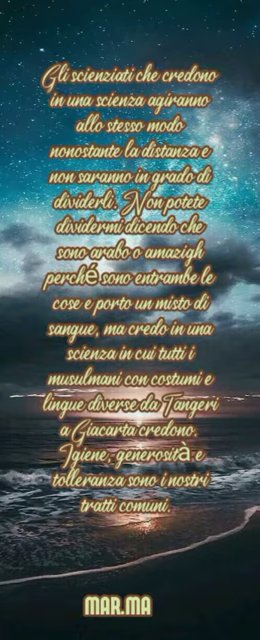 Gli scienziati che credono
in una scienza agiranno
allo stesso modo
nonostante la distanza e
non saranno in grado di
dividerli. Non potete
dividermi dicendo che
sono arabo o amazigh
perché sono entrambe le
cose e porto un misto di
sangue, ma credo in una
scienza in cui tutti i
musulmani con costumi e
lingue diverse da Tangeri
a Giacarta credono.
Igiene, generosità e
tolleranza sono i nostri
tratti comuni.
MAR.MA